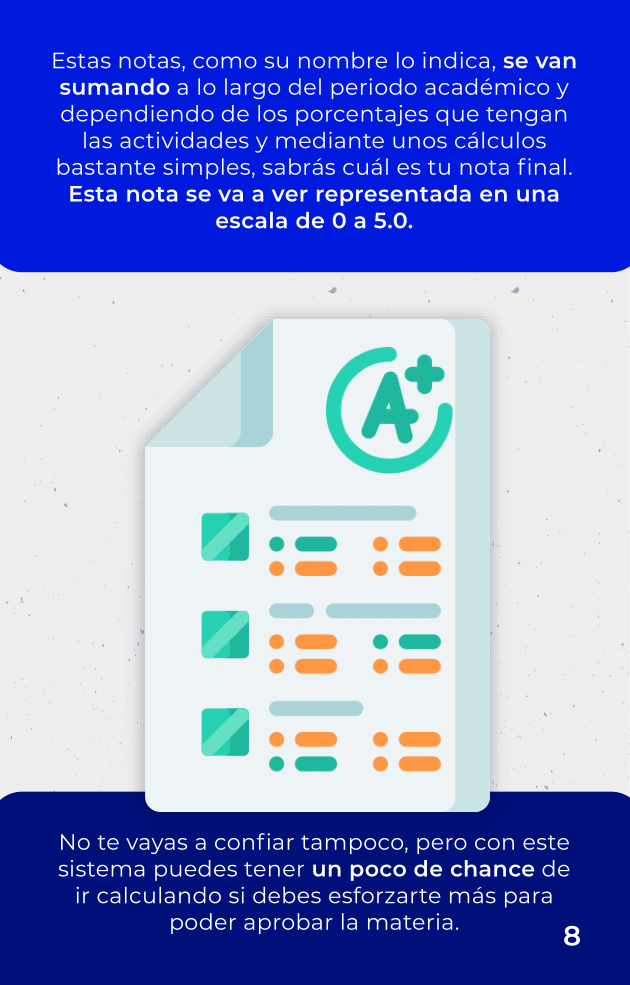 Estas notas, como su nombre lo indica, se van
sumando a lo largo del periodo académico y
dependiendo de los porcentajes que tengan
las actividades y mediante unos cálculos
bastante simples, sabrás cuál es tu nota final.
Esta nota se va a ver representada en una
escala de 0 a 5.0.
A+
No te vayas a confiar tampoco, pero con este
sistema puedes tener un poco de chance de
ir calculando si debes esforzarte más para
poder aprobar la materia.
8